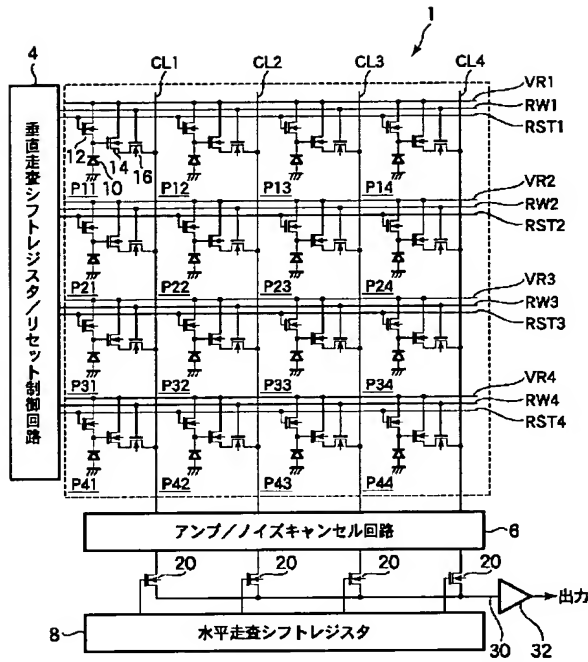 1
4
CL1 CL2 CL3 CL4
VR1
RW1
RST1
12 14 16
10
P11 P12 P13 P14
VR2
RW2
RST2
P21 P22 P23 P24
VR3
RW3
RST3
P31 P32 P33 P34
VR4
RW4
RST4
P41 P42 P43 P44
垂直走査シフトレジスタ/リセット制御回路
アンプ/ノイズキャンセル回路
6
20 20 20 20
出力
8
水平走査シフトレジスタ
30 32